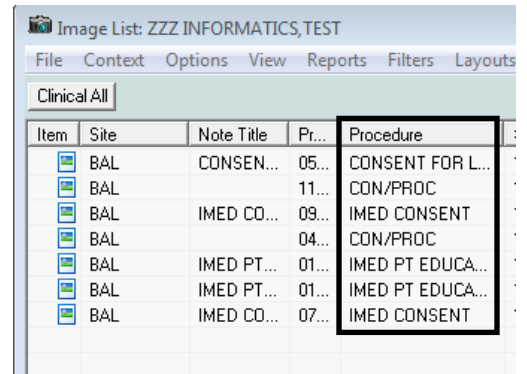 Image List: ZZZ INFORMATICS,TEST
File Context Options View Reports Filters Layouts
Clinical All
Item Site Note Title Pr... Procedure
BAL CONSEN... 05... CONSENT FOR L...
BAL 11... CON/PROC
BAL IMED CO... 09... IMED CONSENT
BAL 04... CON/PROC
BAL IMED PT... 01... IMED PT EDUCA...
BAL IMED PT... 01... IMED PT EDUCA...
BAL IMED CO... 07... IMED CONSENT